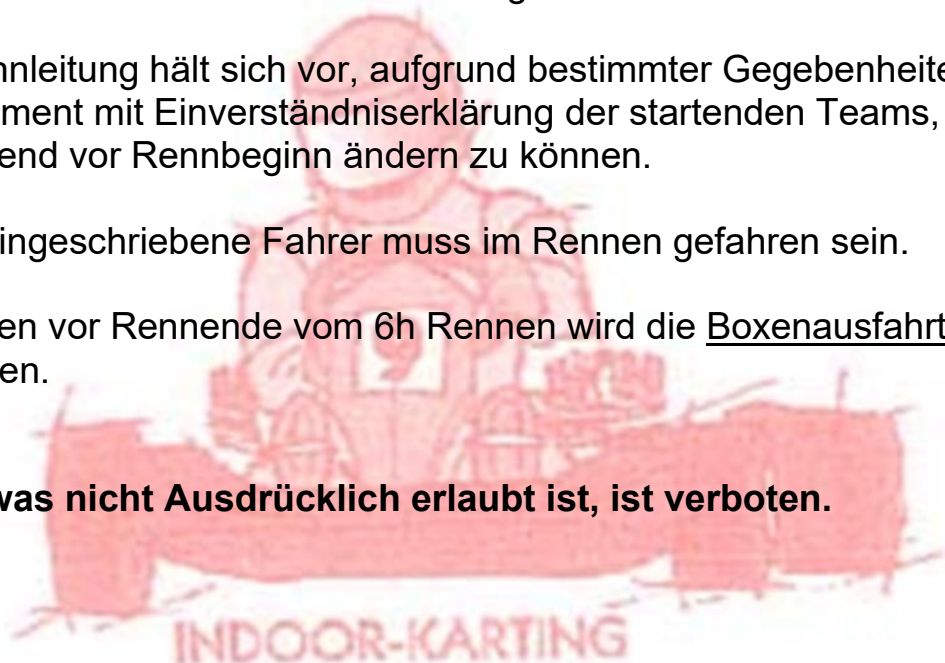 nnleitung hält sich vor, aufgrund bestimmter Gegebenheite
ment mit Einverständniserklärung der startenden Teams,
end vor Rennbeginn ändern zu können.
ingeschriebene Fahrer muss im Rennen gefahren sein.
en vor Rennende vom 6h Rennen wird die Boxenausfahrt
en.
9
was nicht Ausdrücklich erlaubt ist, ist verboten.
INDOOR-KARTING